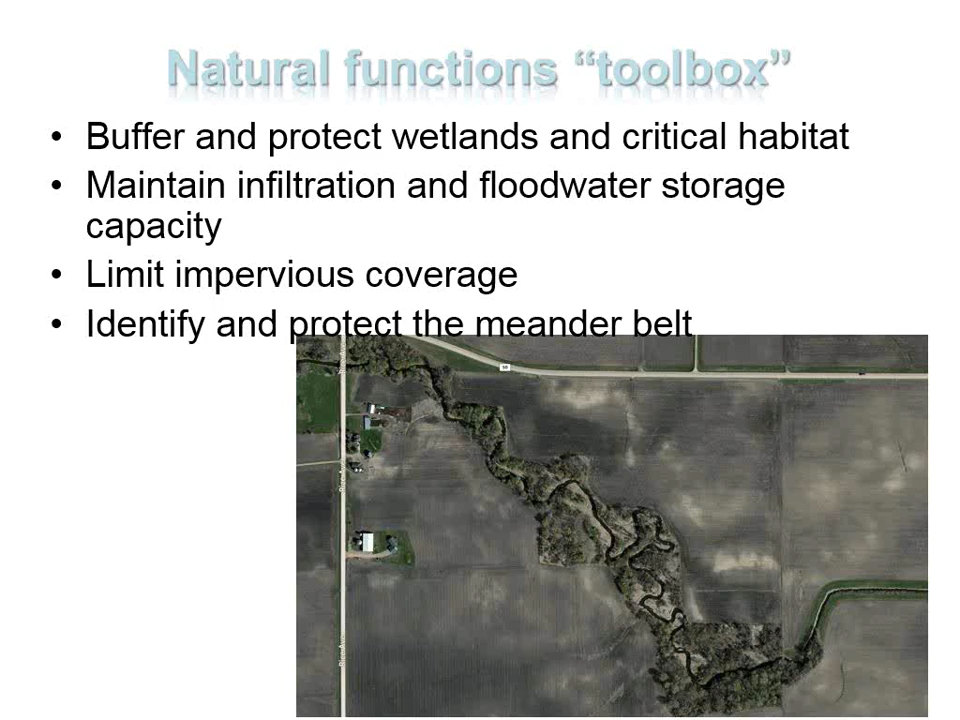 Natural functions “toolbox”
• Buffer and protect wetlands and critical habitat
• Maintain infiltration and floodwater storage
capacity
• Limit impervious coverage
• Identify and protect the meander belt